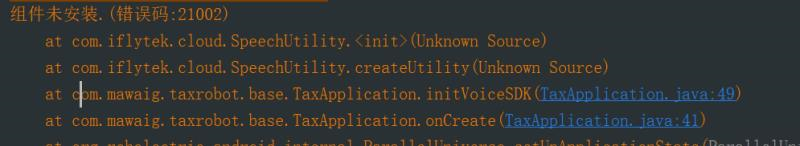 组件未安装.(错误码:21002)
at com.iflytek.cloud.SpeechUtility.<init>(Unknown Source)
at com.iflytek.cloud.SpeechUtility.createUtility(Unknown Source)
at com.mawaig.taxrobot.base.TaxApplication.initVoiceSDK(TaxApplication.java:49)
at com.mawaig.taxrobot.base.TaxApplication.onCreate(TaxApplication.java:41)